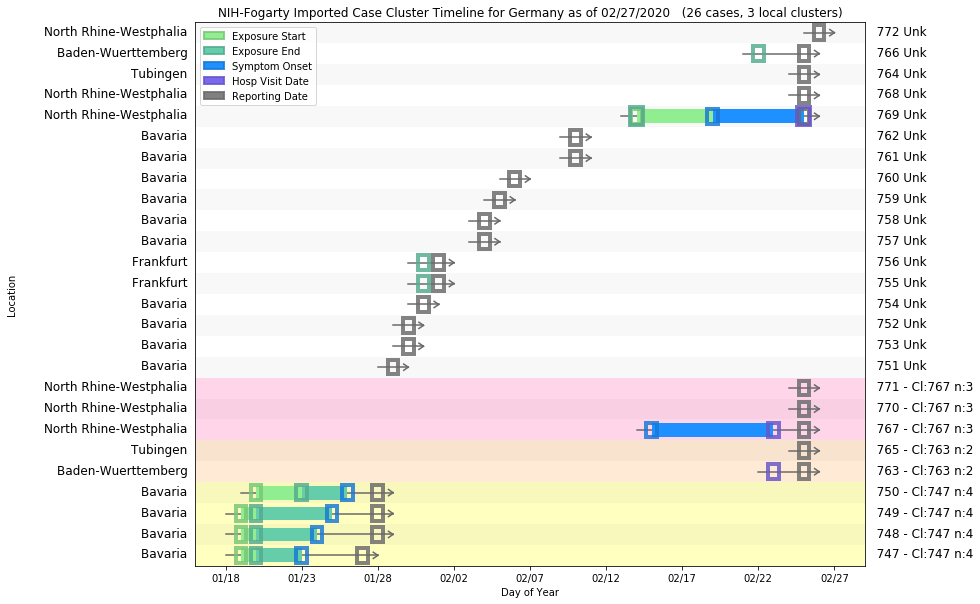 NIH-Fogarty Imported Case Cluster Timeline for Germany as of 02/27/2020 (26 cases, 3 local clusters)
Exposure Start
Exposure End
Symptom Onset
Hosp Visit Date
Reporting Date
Location
North Rhine-Westphalia 772 Unk
Baden-Wuerttemberg 766 Unk
Tubingen 764 Unk
North Rhine-Westphalia 768 Unk
North Rhine-Westphalia 769 Unk
Bavaria 762 Unk
Bavaria 761 Unk
Bavaria 760 Unk
Bavaria 759 Unk
Bavaria 758 Unk
Bavaria 757 Unk
Frankfurt 756 Unk
Frankfurt 755 Unk
Bavaria 754 Unk
Bavaria 752 Unk
Bavaria 753 Unk
Bavaria 751 Unk
North Rhine-Westphalia 771 - Cl:767 n:3
North Rhine-Westphalia 770 - Cl:767 n:3
North Rhine-Westphalia 767 - Cl:767 n:3
Tubingen 765 - Cl:763 n:2
Baden-Wuerttemberg 763 - Cl:763 n:2
Bavaria 750 - Cl:747 n:4
Bavaria 749 - Cl:747 n:4
Bavaria 748 - Cl:747 n:4
Bavaria 747 - Cl:747 n:4
01/18 01/23 01/28 02/02 02/07 02/12 02/17 02/22 02/27
Day of Year